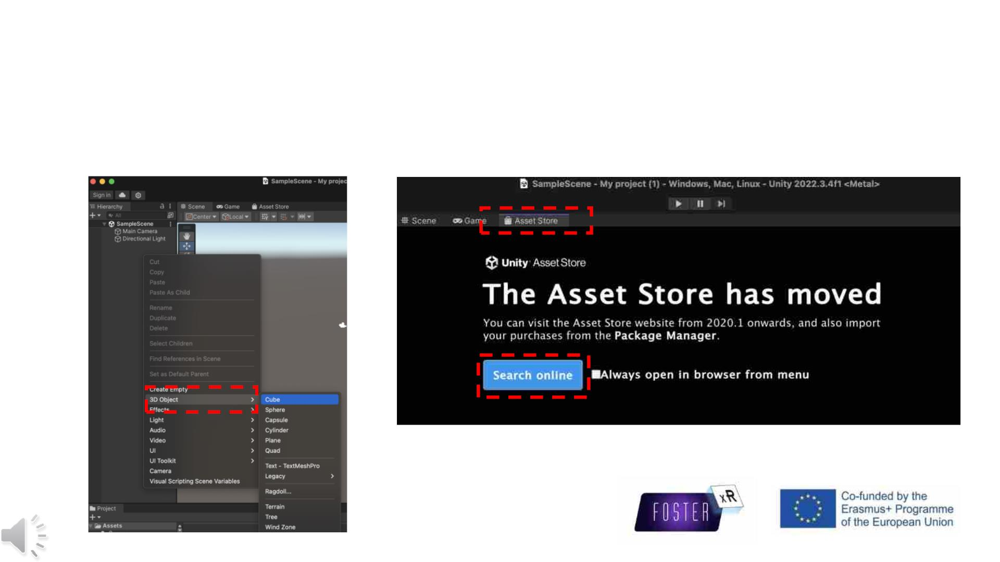 SampleScene - My projec
Sign in
Hierarchy
Scene
Game
Asset Store
All
Center
Local
SampleScene
Main Camera
Directional Light
Cut
Copy
Paste
Paste As Child
Rename
Duplicate
Delete
Select Children
Find References in Scene
Set as Default Parent
Create Empty
3D Object
Effects
Light
Audio
Video
UI
UI Toolkit
Camera
Visual Scripting Scene Variables
Cube
Sphere
Capsule
Cylinder
Plane
Quad
Text - TextMeshPro
Legacy
Ragdoll...
Terrain
Tree
Wind Zone
Project
Assets
SampleScene - My project (1) - Windows, Mac, Linux - Unity 2022.3.4f1 <Metal>
Scene
Game
Asset Store
Unity Asset Store
The Asset Store has moved
You can visit the Asset Store website from 2020.1 onwards, and also import
your purchases from the Package Manager.
Search online
Always open in browser from menu
FOSTER xR
Co-funded by the
Erasmus+ Programme
of the European Union